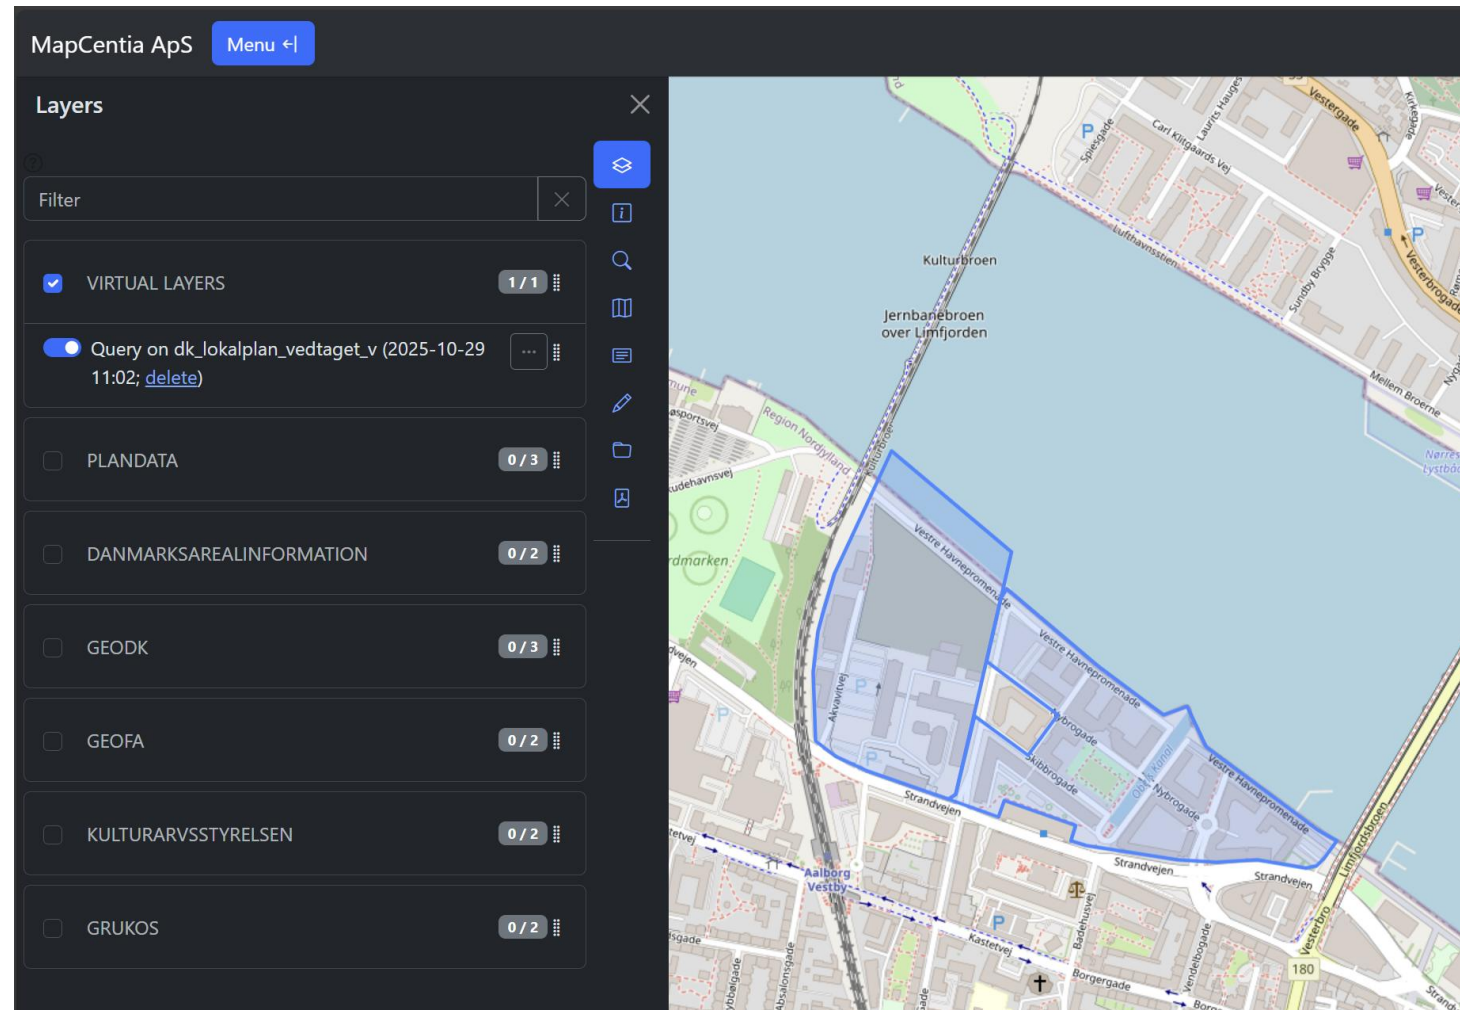 MapCentia ApS
Menu
Layers
Filter
VIRTUAL LAYERS
1/1
Query on dk_lokalplan_vedtaget_v (2025-10-29
11:02; delete)
...
PLANDATA
0/3
DANMARKSAREALINFORMATION
0/2
GEODK
0/3
GEOFA
0/2
KULTURARVSSTYRELSEN
0/2
GRUKOS
0/2
Spiesgade
P
Carl Klitgaards Vej
Vestergade
Lufthavnsstien
Sundby Brygge
P
Mellem Broerne
Kulturbroen
Jernbanebroen
over Limfjorden
Region Nordjylland
Kulturbroen
Vestre Havnepromenade
Vestre Havnepromenade
Akvavitvej
P
P
P
Nybrogade
Skibbrogade
Nybrogade
Vestre Havnepromenade
Strandvejen
Strandvejen
Strandvejen
Limfjordsbroen
Vesterbro
180
Aalborg
Vestby
P
Kastetvej
Badehusvej
Borgergade
Vendelbogade
Absalonsgade